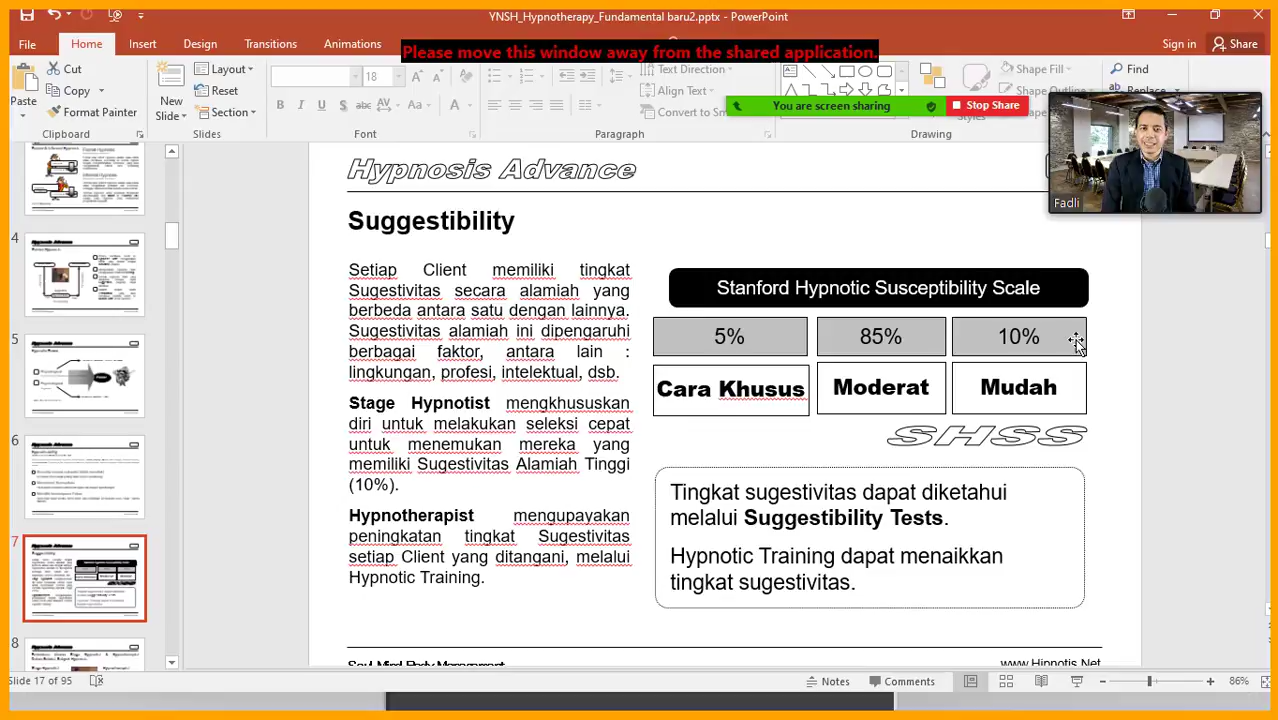 YNSH_Hypnotherapy_Fundamental baru2.pptx - PowerPoint
File Home Insert Design Transitions Animations
Please move this window away from the shared application.
Sign in Share
Cut
Copy
Format Painter
Paste
New
Slide
Layout
Reset
Section
18
Text Direction
Align Text
Convert to Sm
Shape Fill
Find
Replace
You are screen sharing
Stop Share
Styles
Clipboard Slides Font Paragraph Drawing
Fadli
Hypnosis Advance
Suggestibility
Setiap Client memiliki tingkat
Sugestivitas secara alamiah yang
berbeda antara satu dengan lainnya.
Sugestivitas alamiah ini dipengaruhi
berbagai faktor, antara lain :
lingkungan, profesi, intelektual, dsb.
Stage Hypnotist mengkhususkan
diri untuk melakukan seleksi cepat
untuk menemukan mereka yang
memiliki Sugestivitas Alamiah Tinggi
(10%).
Hypnotherapist mengupayakan
peningkatan tingkat Sugestivitas
setiap Client yang ditangani, melalui
Hypnotic Training.
Stanford Hypnotic Susceptibility Scale
5% 85% 10%
Cara Khusus Moderat Mudah
SHSS
Tingkat sugestivitas dapat diketahui
melalui Suggestibility Tests.
Hypnotic Training dapat menaikkan
tingkat sugestivitas.
Soul Mind Body Management
www.Hipnotis.Net
4
5
6
7
8
Slide 17 of 95
Notes
Comments
86%